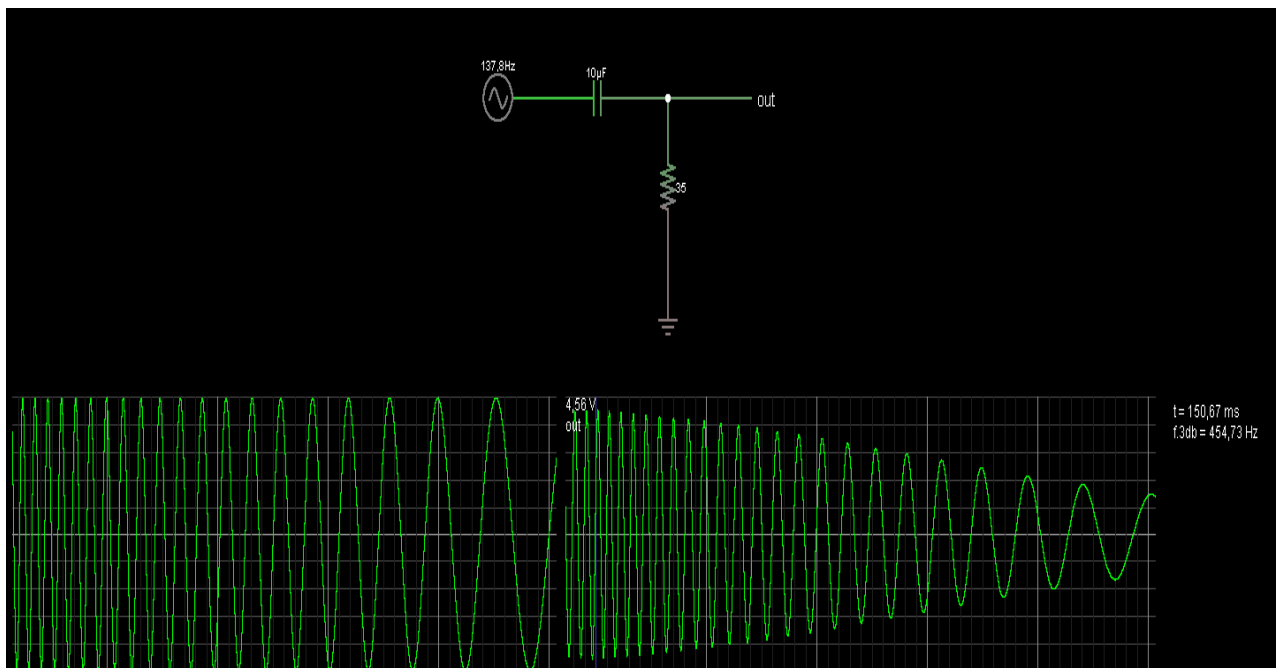 137,8Hz
10µF
out
35
4,56 V
out
t = 150,67 ms
f.3db = 454,73 Hz